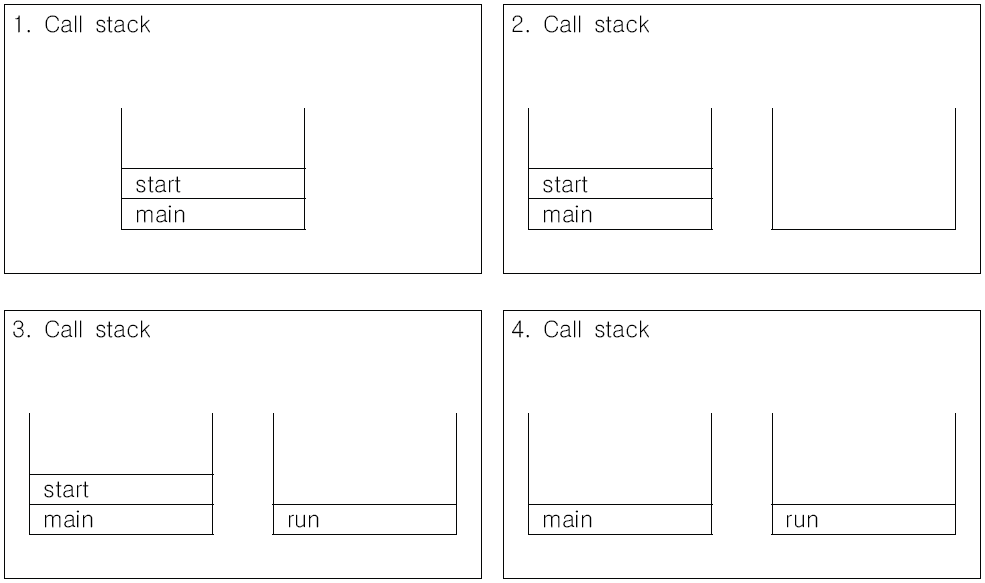 1. Call stack
start
main
2. Call stack
start
main
3. Call stack
start
main
run
4. Call stack
main
run